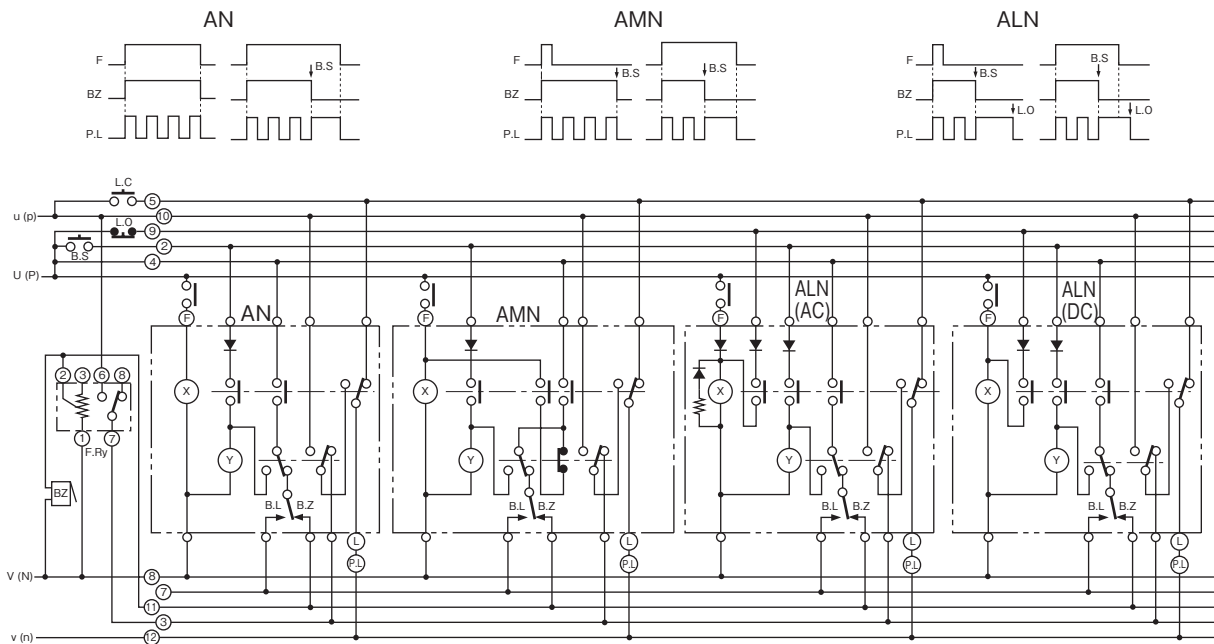 AN
AMN
ALN
F
BZ
P.L
B.S
F
BZ
P.L
B.S
B.S
F
BZ
P.L
B.S
L.O
B.S
L.O
L.C
5
u (p)
10
L.O
9
B.S
2
4
U (P)
AN
AMN
ALN
(AC)
ALN
(DC)
F
F
F
F
2
3
6
8
X
X
X
X
1
7
F.Ry
Y
Y
Y
Y
BZ
B.L
B.Z
B.L
B.Z
B.L
B.Z
B.L
B.Z
L
L
L
L
P.L
P.L
P.L
P.L
V (N)
8
7
11
3
v (n)
12